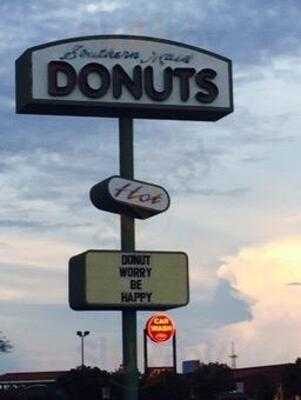 Southern Maid
DONUTS
Hot
DONUT
WORRY
BE
HAPPY
CAR
WASH